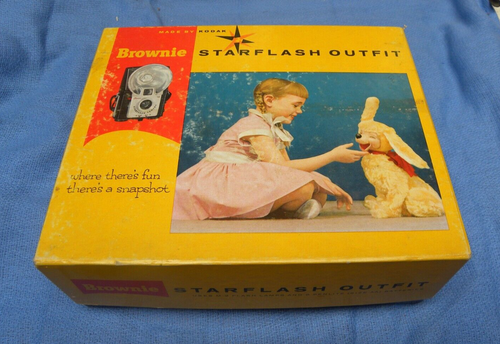 MADE BY KODAK
Brownie STARFLASH OUTFIT
where there's fun
there's a snapshot
Brownie STARFLASH OUTFIT